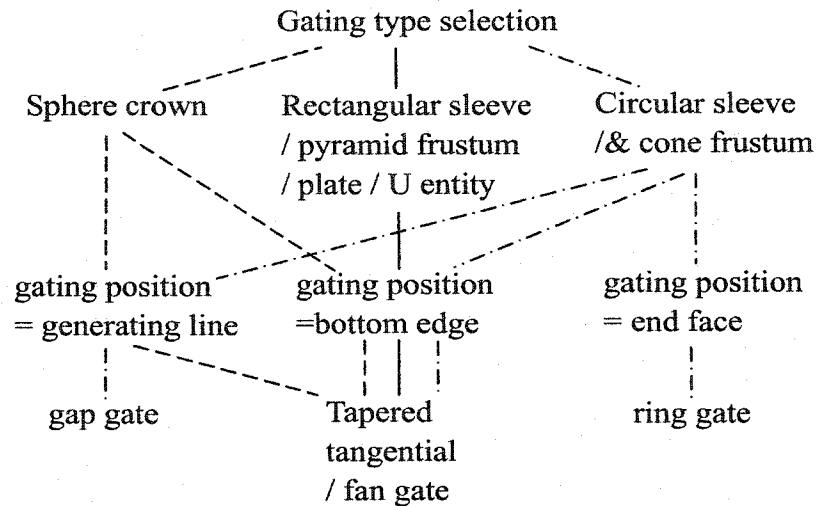 Gating type selection
Sphere crown
Rectangular sleeve
/ pyramid frustum
/ plate / U entity
Circular sleeve
/& cone frustum
gating position
= generating line
gating position
=bottom edge
gating position
= end face
gap gate
Tapered
tangential
/ fan gate
ring gate